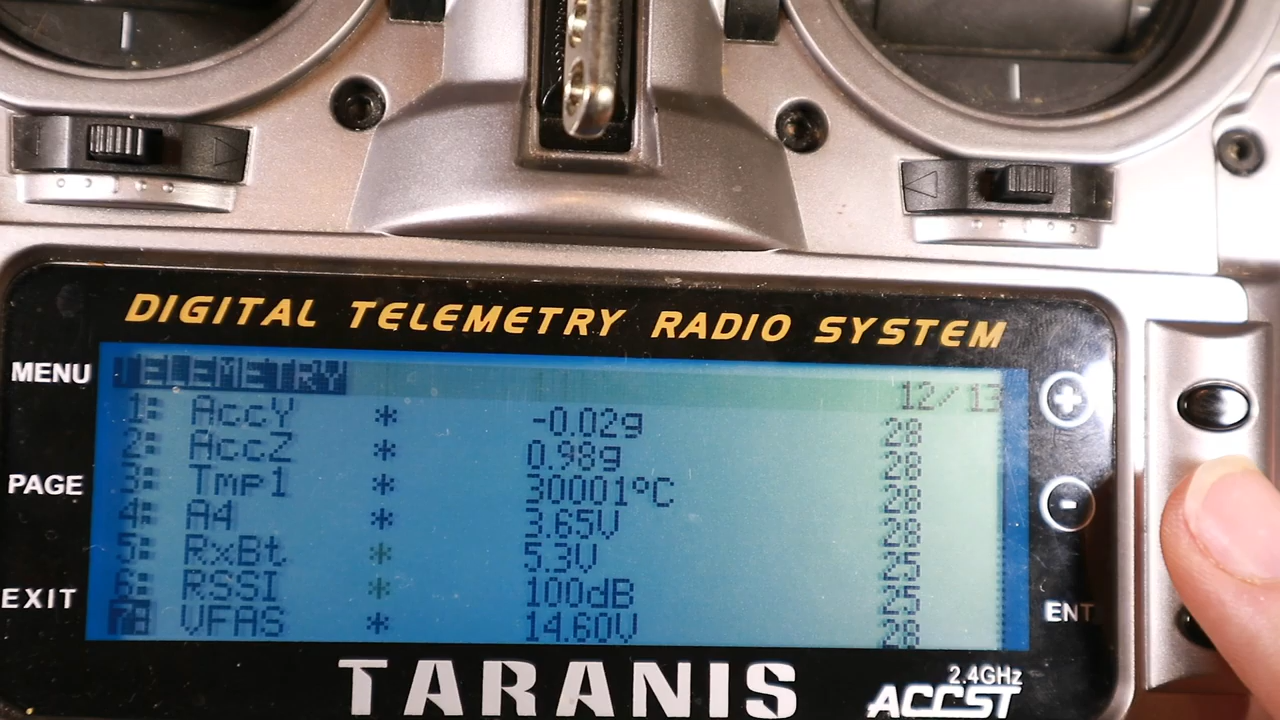 DIGITAL TELEMETRY RADIO SYSTEM
MENU
PAGE
EXIT
TELEMETRY 12/13
1: AccY * -0.02g 28
2: AccZ * 0.98g 28
3: Tmp1 * 30001ºC 28
4: A4 * 3.65V 28
5: RxBt * 5.3V 25
6: RSSI * 100dB 25
7: VFAS * 14.60V 28
+
-
ENT
TARANIS
2.4GHz
ACCST